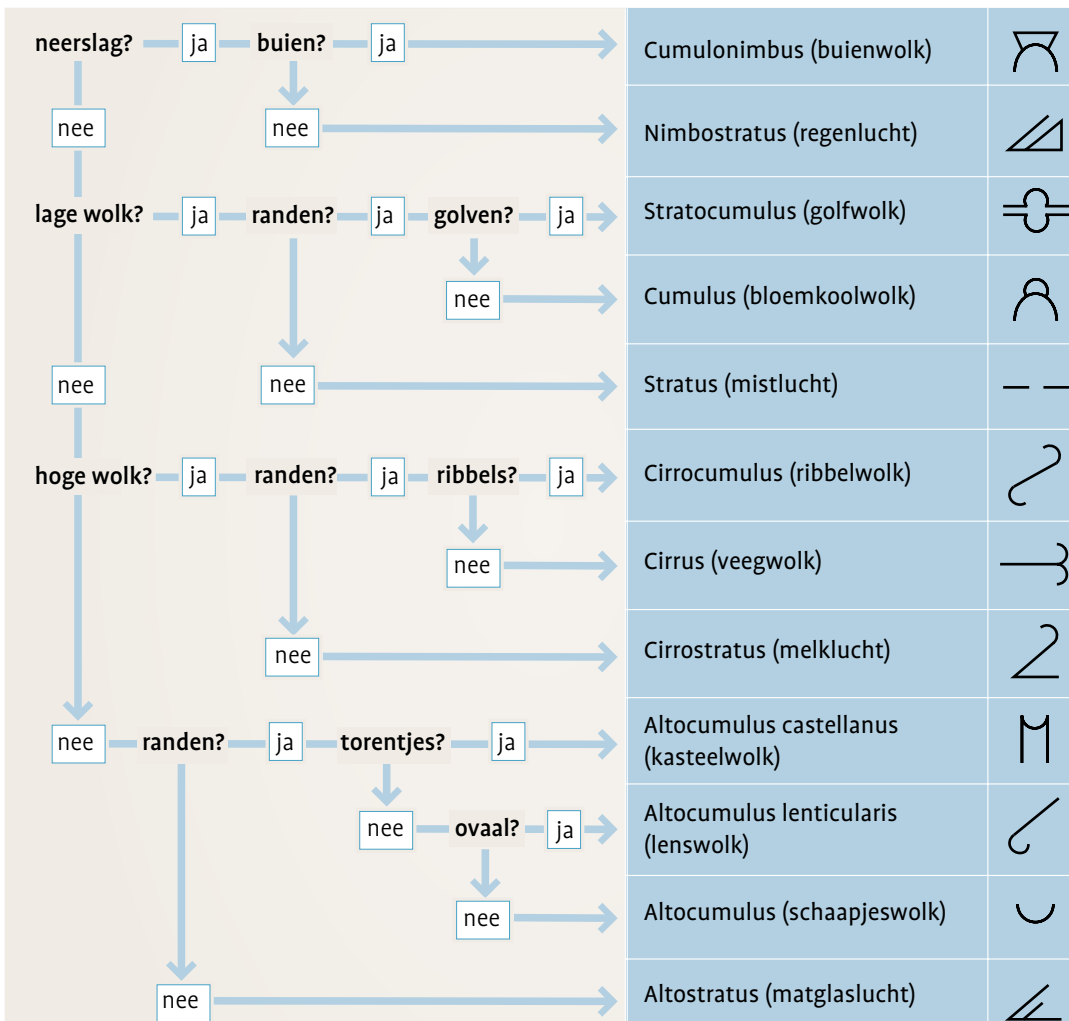 neerslag? ja buien? ja Cumulonimbus (buienwolk)
nee nee Nimbostratus (regenlucht)
lage wolk? ja randen? ja golven? ja Stratocumulus (golfwolk)
nee Cumulus (bloemkoolwolk)
nee nee Stratus (mistlucht)
hoge wolk? ja randen? ja ribbels? ja Cirrocumulus (ribbelwolk)
nee Cirrus (veegwolk)
nee Cirrostratus (melklucht)
nee randen? ja torentjes? ja Altocumulus castellanus
(kasteelwolk)
nee ovaal? ja Altocumulus lenticularis
(lenswolk)
nee Altocumulus (schaapjeswolk)
nee Altostratus (matglaslucht)